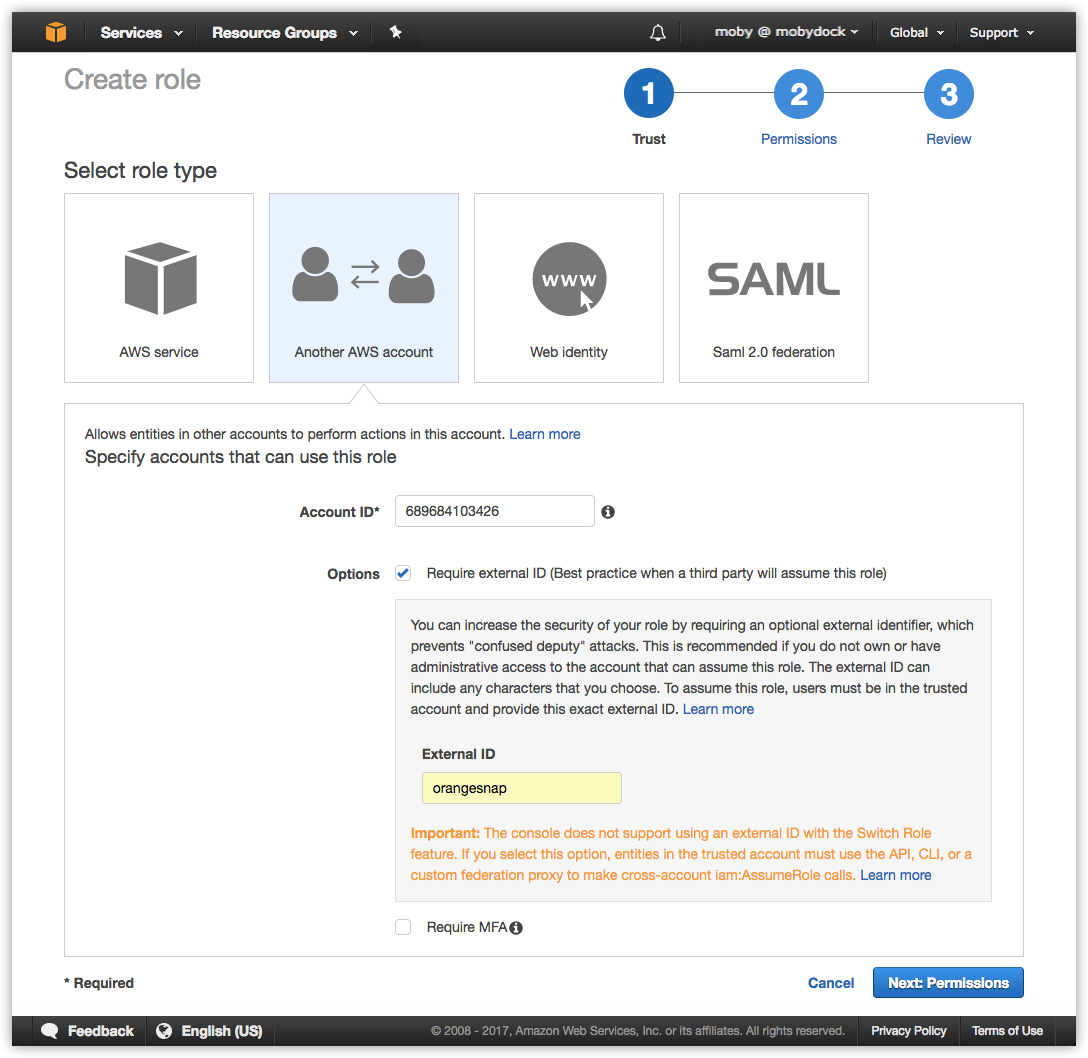 Services Resource Groups moby @ mobydock Global Support
Create role
1 2 3
Trust Permissions Review
Select role type
www SAML
AWS service Another AWS account Web identity Saml 2.0 federation
Allows entities in other accounts to perform actions in this account. Learn more
Specify accounts that can use this role
Account ID* 689684103426
Options Require external ID (Best practice when a third party will assume this role)
You can increase the security of your role by requiring an optional external identifier, which
prevents "confused deputy" attacks. This is recommended if you do not own or have
administrative access to the account that can assume this role. The external ID can
include any characters that you choose. To assume this role, users must be in the trusted
account and provide this exact external ID. Learn more
External ID
orangesnap
Important: The console does not support using an external ID with the Switch Role
feature. If you select this option, entities in the trusted account must use the API, CLI, or a
custom federation proxy to make cross-account iam:AssumeRole calls. Learn more
Require MFA
* Required Cancel Next: Permissions
Feedback English (US) © 2008 - 2017, Amazon Web Services, Inc. or its affiliates. All rights reserved. Privacy Policy Terms of Use